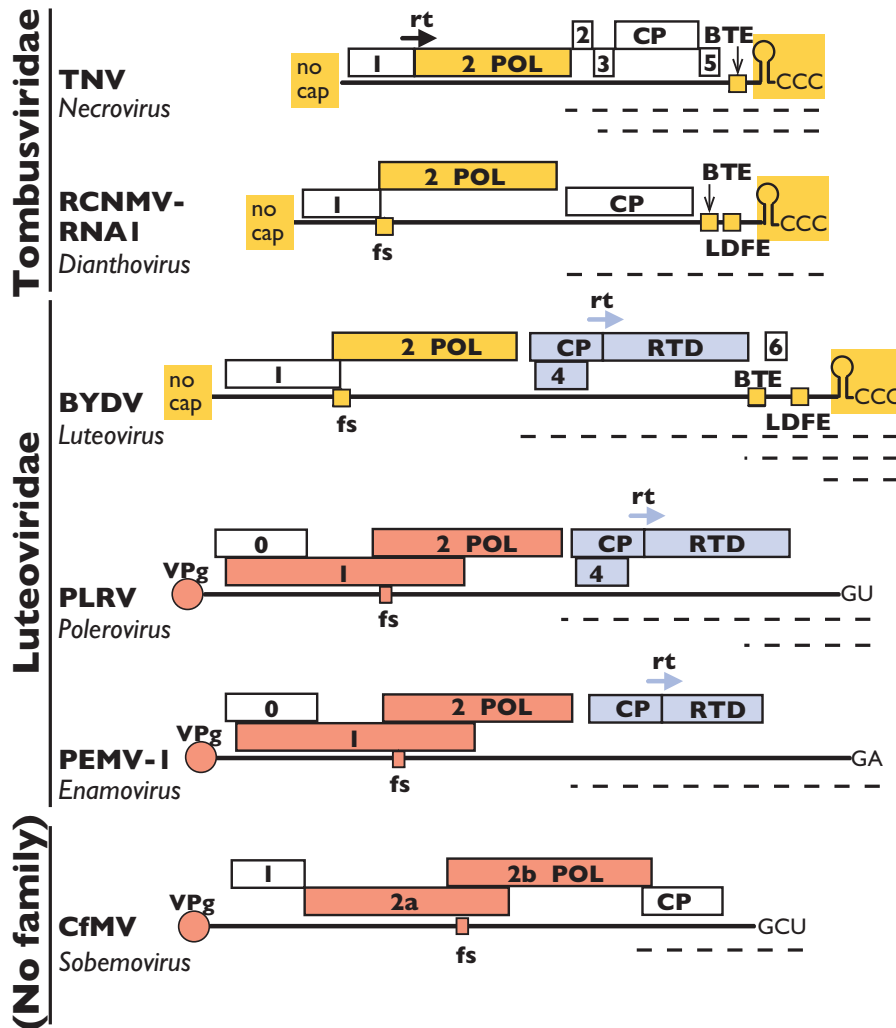 Tombusviridae
rt
2 CP BTE
1 2 POL 3 5
no cap
CCC
TNV
Necrovirus
2 POL
BTE
1 CP
RCNMV-
RNA1
no cap
CCC
fs
LDFE
Dianthovirus
Luteoviridae
rt
2 POL CP RTD 6
1 4
no cap
BTE
CCC
BYDV
fs
LDFE
Luteovirus
rt
0 2 POL CP RTD
VPg 1 4
PLRV
GU
fs
Polerovirus
rt
0 2 POL CP RTD
VPg 1
PEMV-1
GA
fs
Enamovirus
(No family)
1 2b POL
VPg 2a CP
CfMV
GCU
fs
Sobemovirus